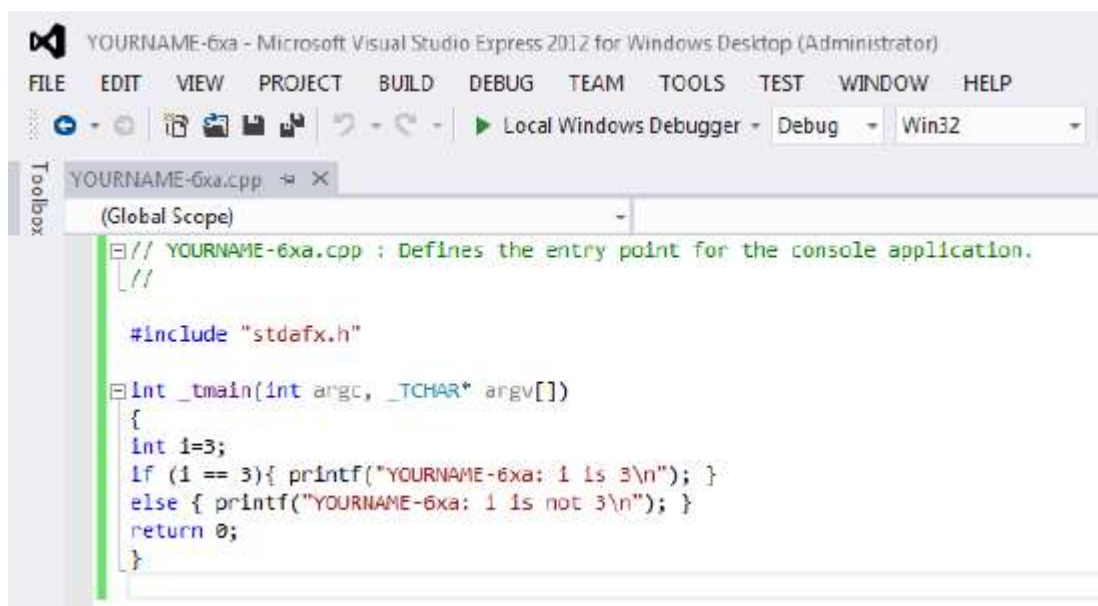 YOURNAME-6xa - Microsoft Visual Studio Express 2012 for Windows Desktop (Administrator)
FILE EDIT VIEW PROJECT BUILD DEBUG TEAM TOOLS TEST WINDOW HELP
Local Windows Debugger Debug Win32
Toolbox
YOURNAME-6xa.cpp
(Global Scope)
// YOURNAME-6xa.cpp : Defines the entry point for the console application.
//
#include "stdafx.h"
int _tmain(int argc, _TCHAR* argv[])
{
int i=3;
if (i == 3){ printf("YOURNAME-6xa: i is 3\n"); }
else { printf("YOURNAME-6xa: i is not 3\n"); }
return 0;
}